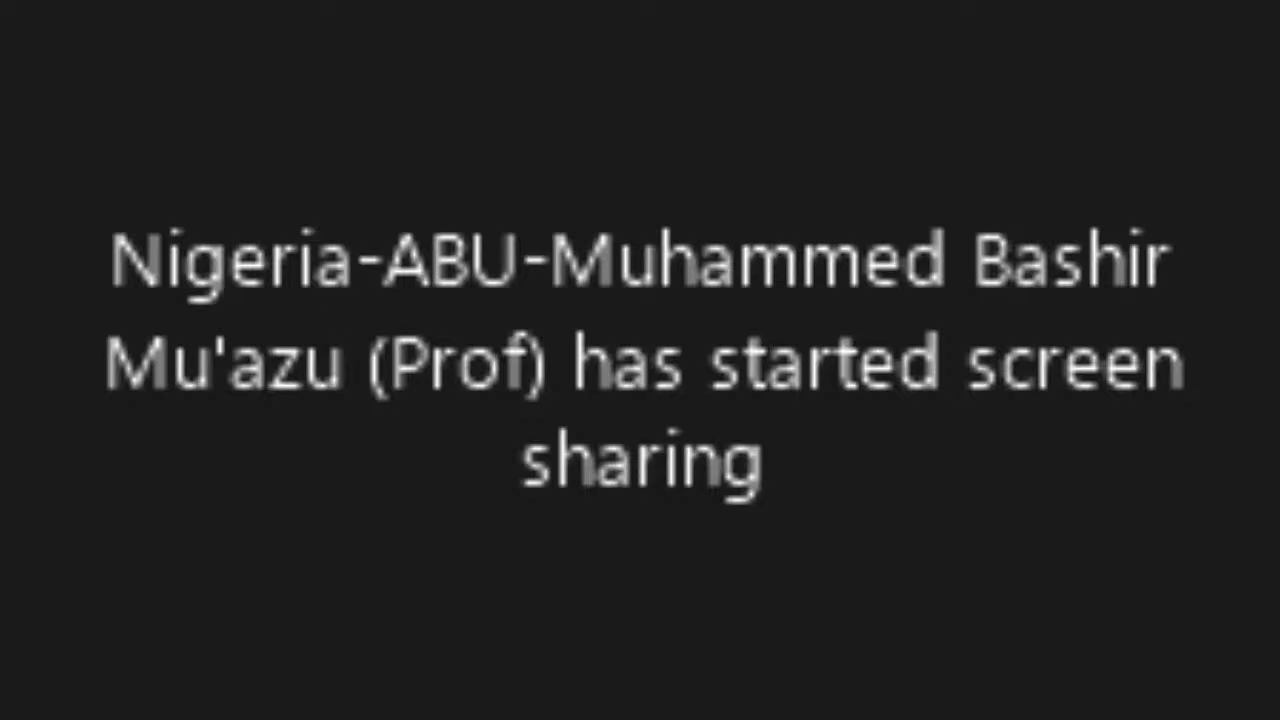 Nigeria-ABU-Muhammed Bashir
Mu'azu (Prof) has started screen
sharing